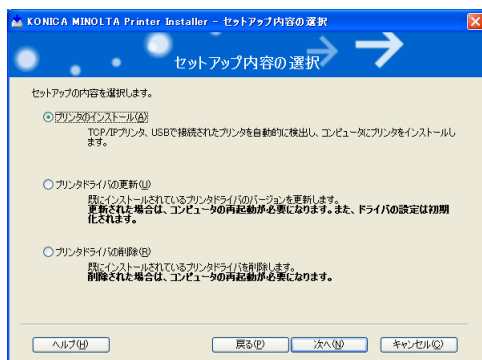 KONICA MINOLTA Printer Installer - セットアップ内容の選択
セットアップ内容の選択
セットアップの内容を選択します。
プリンタのインストール(A)
TCP/IPプリンタ、USBで接続されたプリンタを自動的に検出し、コンピュータにプリンタをインストールし
ます。
プリンタドライバの更新(U)
既にインストールされているプリンタドライバのバージョンを更新します。
更新された場合は、コンピュータの再起動が必要になります。また、ドライバの設定は初期
化されます。
プリンタドライバの削除(R)
既にインストールされているプリンタドライバを削除します。
削除された場合は、コンピュータの再起動が必要になります。
ヘルプ(H) 戻る(P) 次へ(N) キャンセル(C)